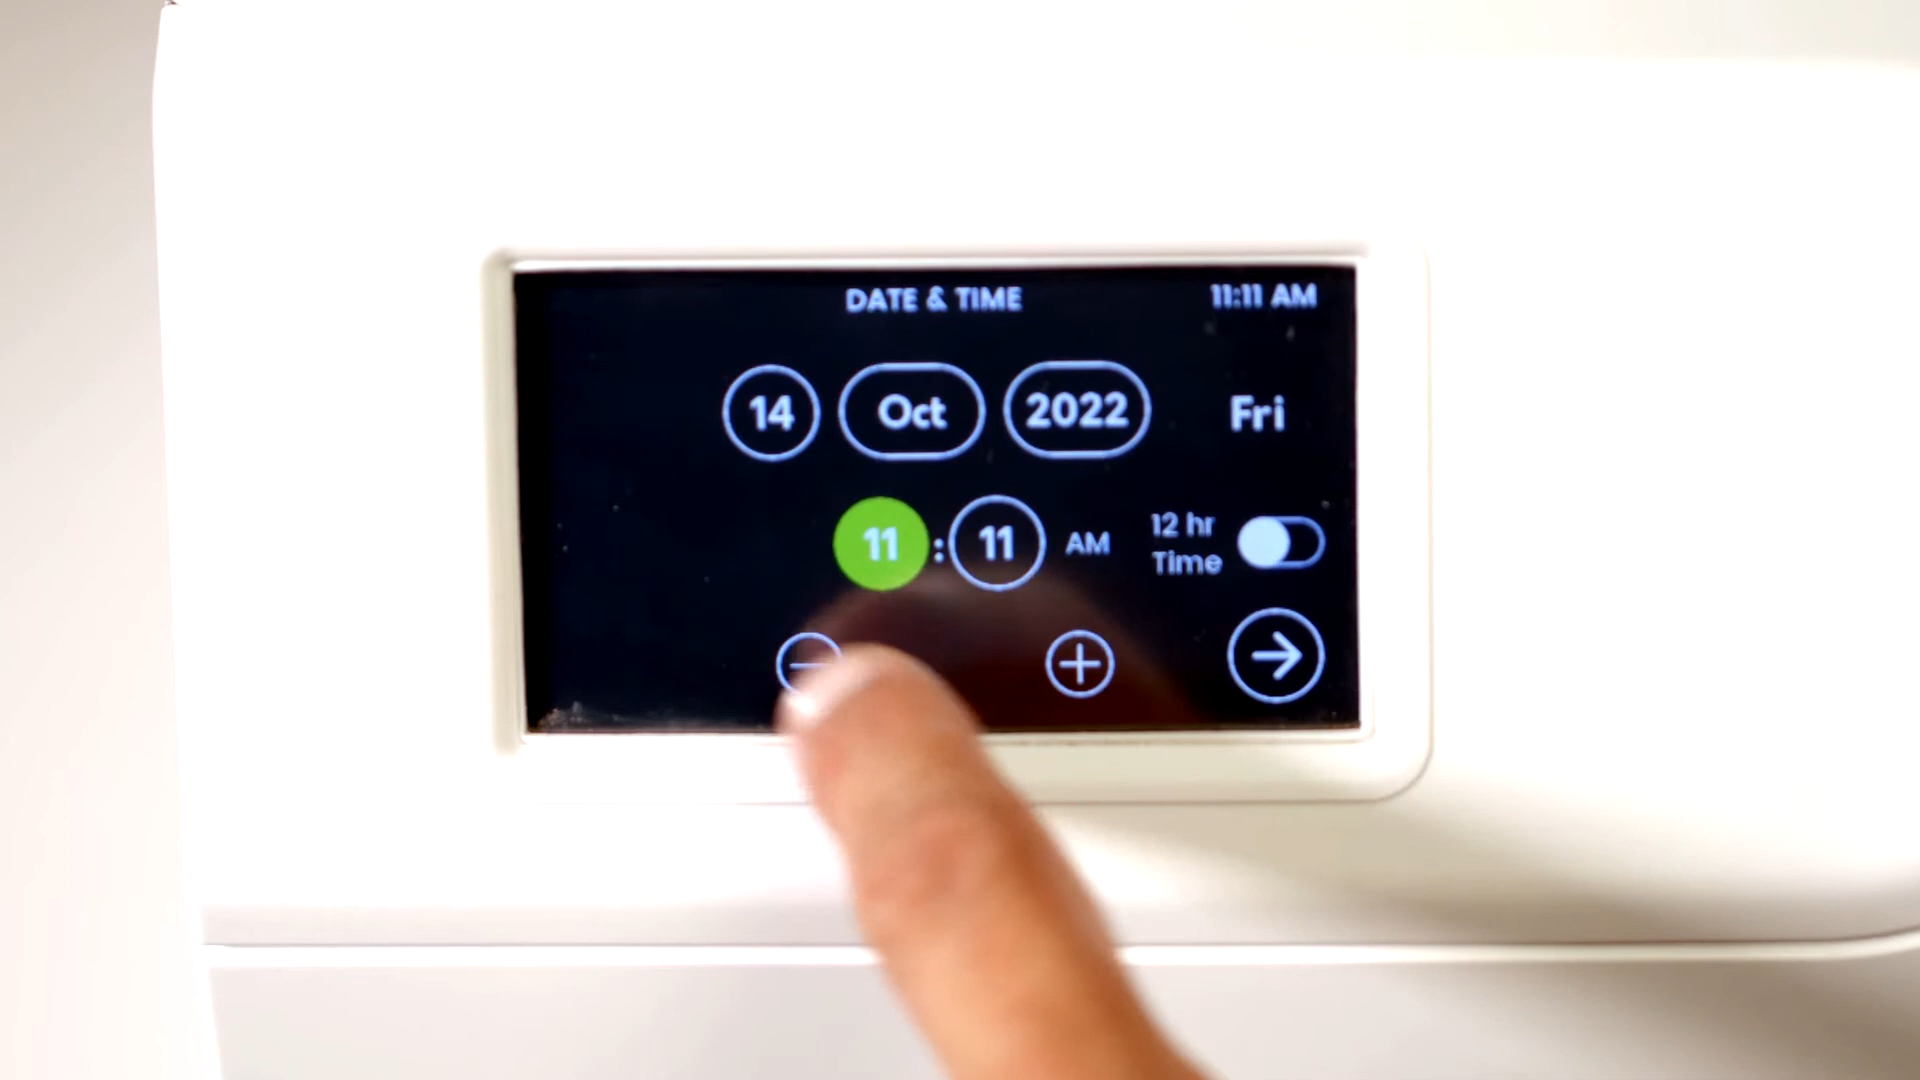 DATE & TIME 11:11 AM
14 Oct 2022 Fri
11 : 11 AM 12 hr
Time